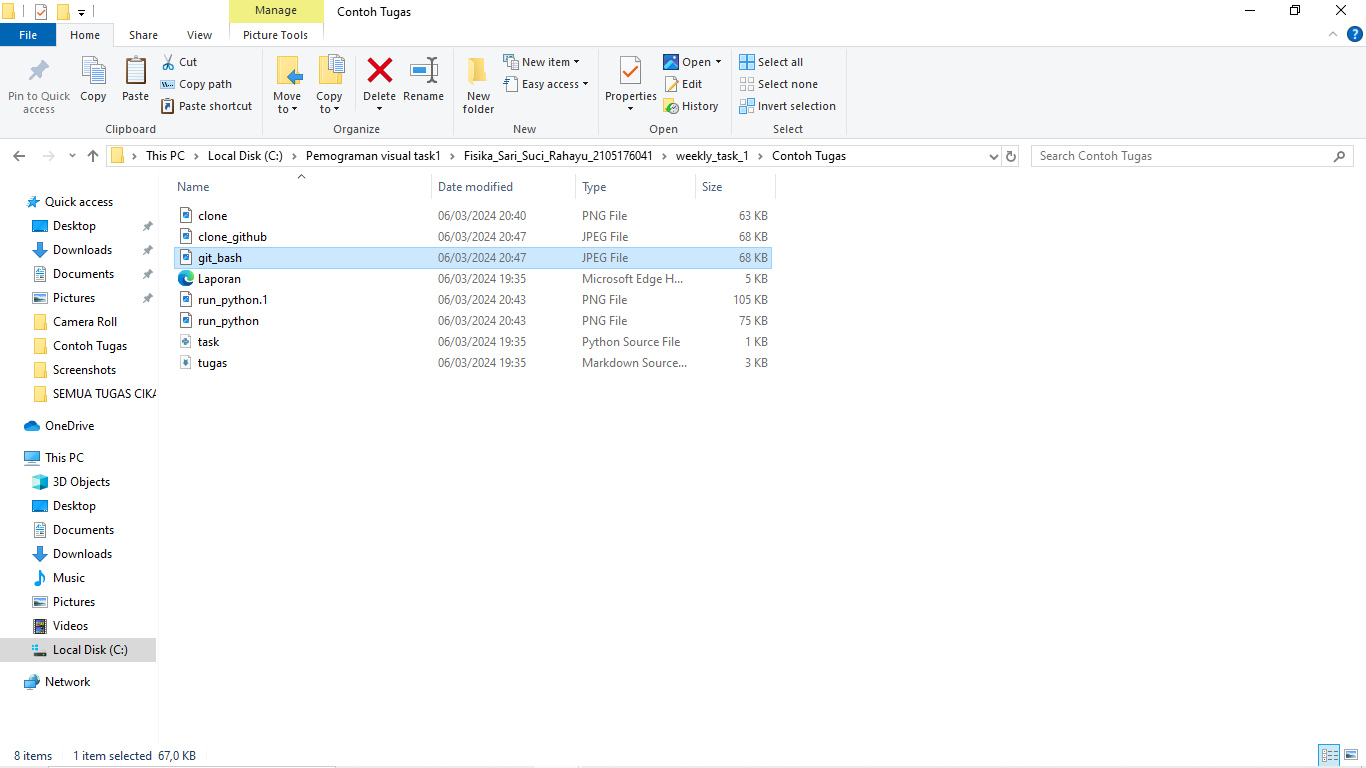 Manage
Contoh Tugas
File
Home
Share
View
Picture Tools
Pin to Quick access
Copy
Paste
Cut
Copy path
Paste shortcut
Clipboard
Move to
Copy to
Delete
Rename
Organize
New folder
New item
Easy access
New
Properties
Open
Edit
History
Open
Select all
Select none
Invert selection
Select
This PC > Local Disk (C:) > Pemograman visual task1 > Fisika_Sari_Suci_Rahayu_2105176041 > weekly_task_1 > Contoh Tugas
Search Contoh Tugas
Name Date modified Type Size
clone 06/03/2024 20:40 PNG File 63 KB
clone_github 06/03/2024 20:47 JPEG File 68 KB
git_bash 06/03/2024 20:47 JPEG File 68 KB
Laporan 06/03/2024 19:35 Microsoft Edge H... 5 KB
run_python.1 06/03/2024 20:43 PNG File 105 KB
run_python 06/03/2024 20:43 PNG File 75 KB
task 06/03/2024 19:35 Python Source File 1 KB
tugas 06/03/2024 19:35 Markdown Source... 3 KB
Quick access
Desktop
Downloads
Documents
Pictures
Camera Roll
Contoh Tugas
Screenshots
SEMUA TUGAS CIKA
OneDrive
This PC
3D Objects
Desktop
Documents
Downloads
Music
Pictures
Videos
Local Disk (C:)
Network
8 items 1 item selected 67,0 KB